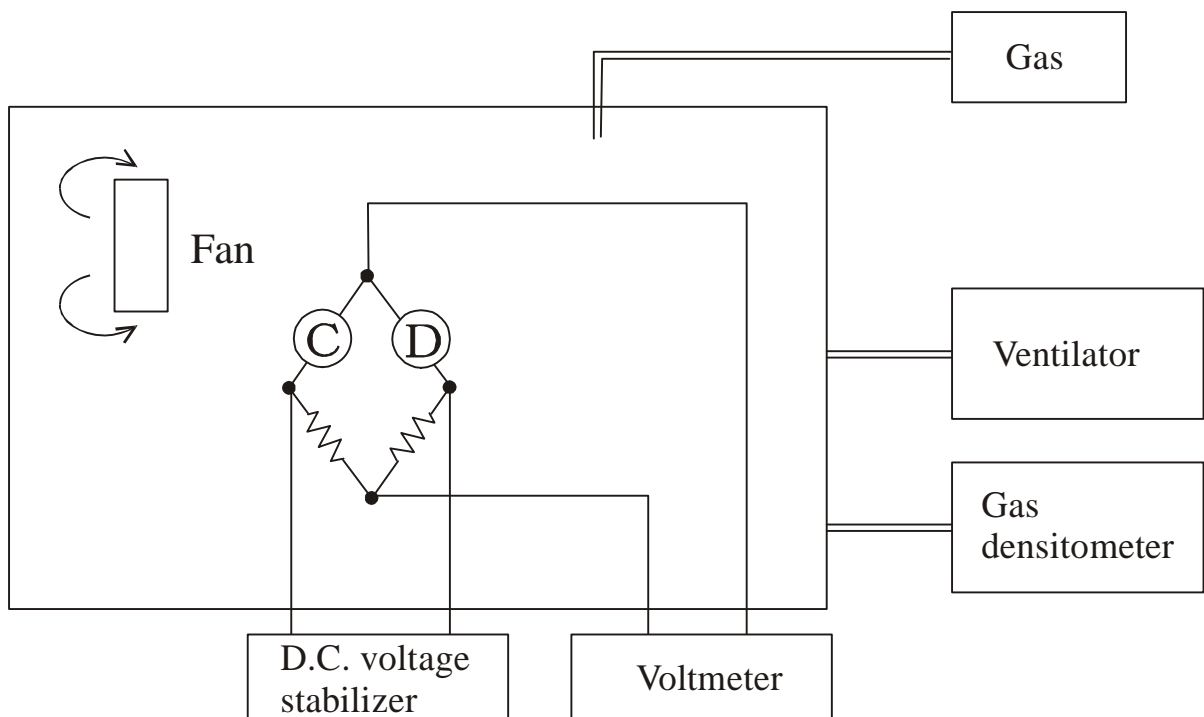 Gas
Fan
C
D
Ventilator
Gas
densitometer
D.C. voltage
stabilizer
Voltmeter